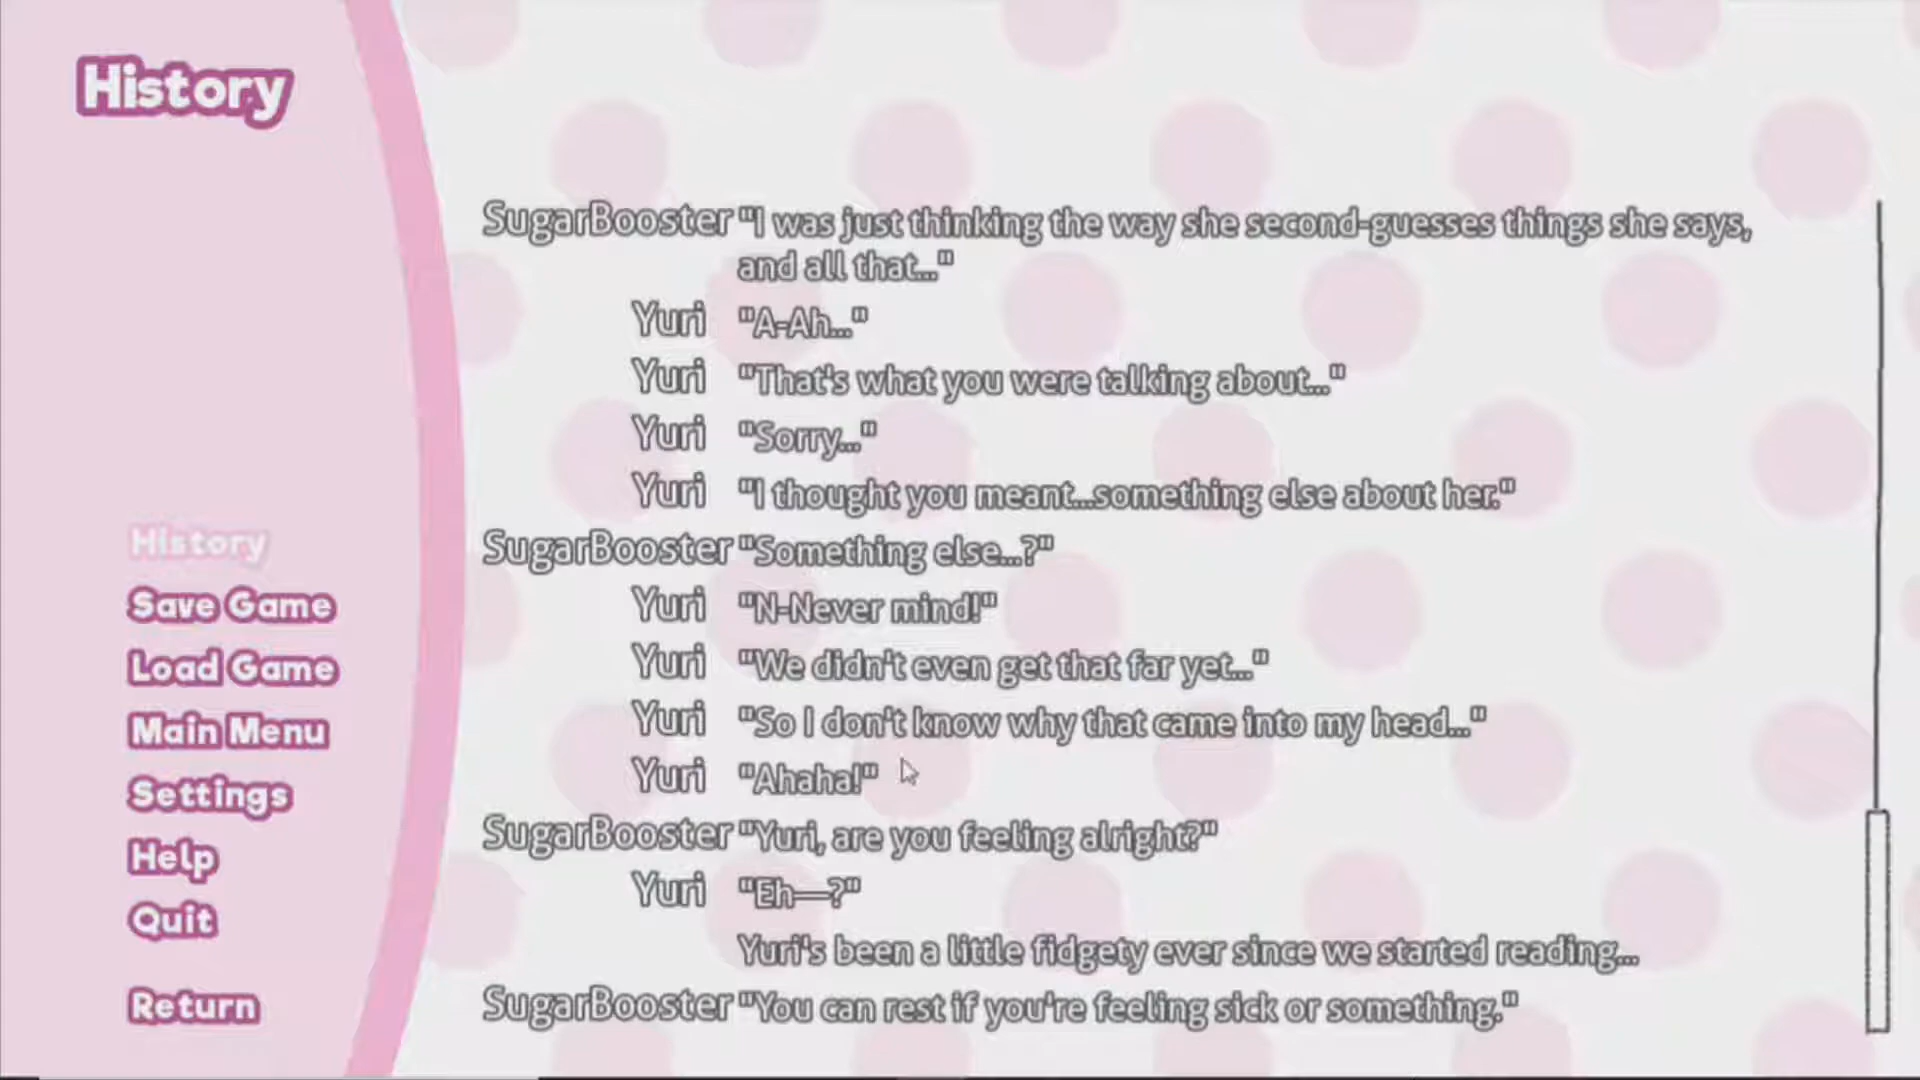 History
SugarBooster "I was just thinking the way she second-guesses things she says,
and all that..."
Yuri "A-Ah..."
Yuri "That's what you were talking about..."
Yuri "Sorry..."
Yuri "I thought you meant...something else about her."
SugarBooster "Something else...?"
Yuri "N-Never mind!"
Yuri "We didn't even get that far yet..."
Yuri "So I don't know why that came into my head..."
Yuri "Ahaha!"
SugarBooster "Yuri, are you feeling alright?"
Yuri "Eh—?"
Yuri's been a little fidgety ever since we started reading...
SugarBooster "You can rest if you're feeling sick or something."
History
Save Game
Load Game
Main Menu
Settings
Help
Quit
Return